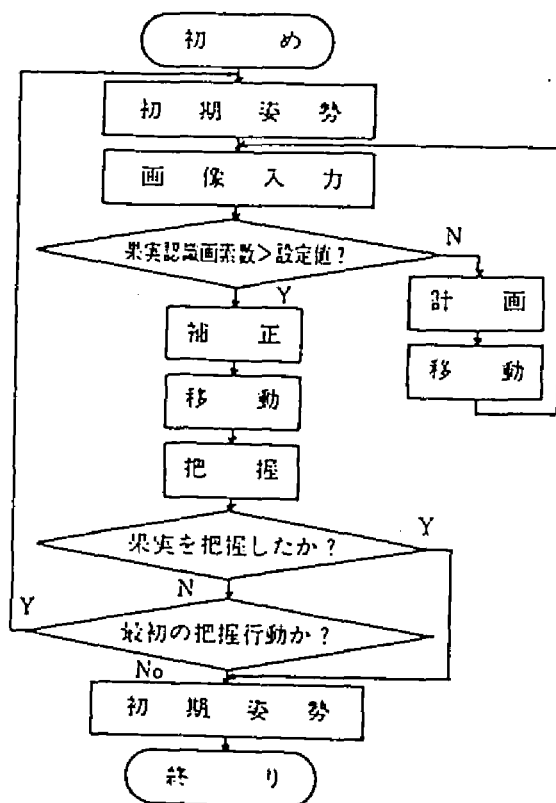 初め
初期姿勢
画像入力
果実認識画素数>設定値?
N
Y
計画
補正
移動
移動
把握
果実を把握したか?
Y
N
Y
最初の把握行動か?
No
初期姿勢
終り